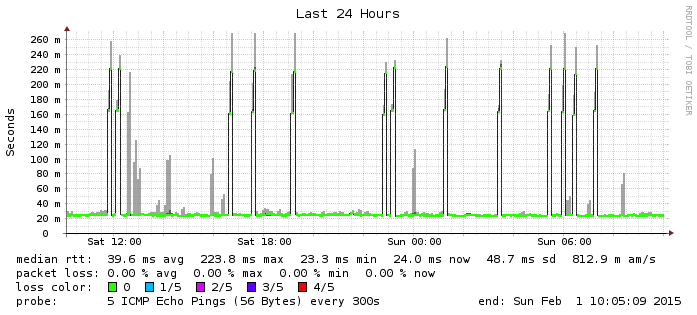 Last 24 Hours
RRDTOOL / TOBI OETIKER
Seconds
260 m
240 m
220 m
200 m
180 m
160 m
140 m
120 m
100 m
80 m
60 m
40 m
20 m
0
Sat 12:00 Sat 18:00 Sun 00:00 Sun 06:00
median rtt: 39.6 ms avg 223.8 ms max 23.3 ms min 24.0 ms now 48.7 ms sd 812.9 m am/s
packet loss: 0.00 % avg 0.00 % max 0.00 % min 0.00 % now
loss color: 0 1/5 2/5 3/5 4/5
probe: 5 ICMP Echo Pings (56 Bytes) every 300s end: Sun Feb 1 10:05:09 2015